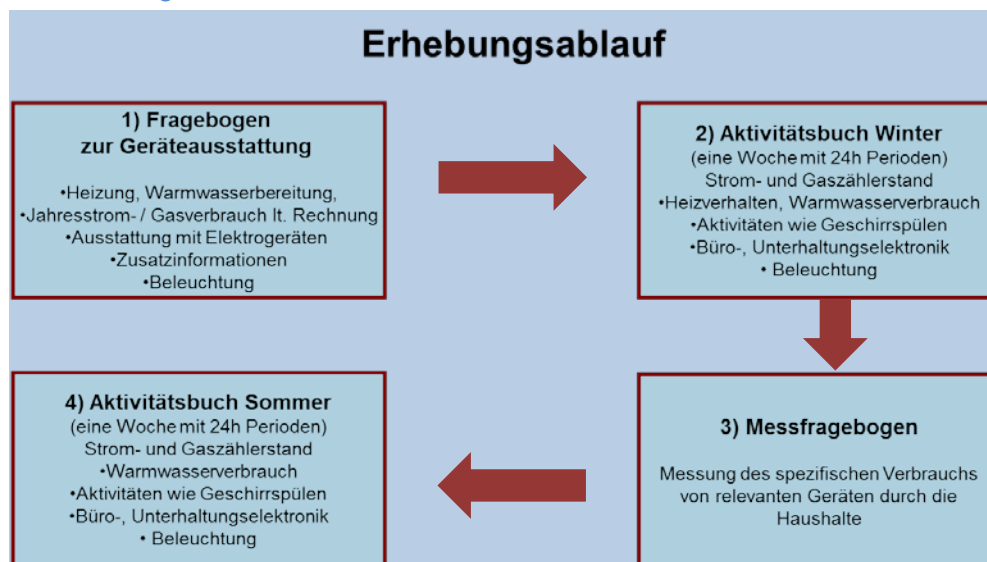 Erhebungsablauf
1) Fragebogen
zur Geräteausstattung
•Heizung, Warmwasserbereitung,
•Jahresstrom- / Gasverbrauch lt. Rechnung
•Ausstattung mit Elektrogeräten
•Zusatzinformationen
•Beleuchtung
2) Aktivitätsbuch Winter
(eine Woche mit 24h Perioden)
Strom- und Gaszählerstand
•Heizverhalten, Warmwasserverbrauch
•Aktivitäten wie Geschirrspülen
•Büro-, Unterhaltungselektronik
• Beleuchtung
3) Messfragebogen
Messung des spezifischen Verbrauchs
von relevanten Geräten durch die
Haushalte
4) Aktivitätsbuch Sommer
(eine Woche mit 24h Perioden)
Strom- und Gaszählerstand
•Warmwasserverbrauch
•Aktivitäten wie Geschirrspülen
•Büro-, Unterhaltungselektronik
• Beleuchtung